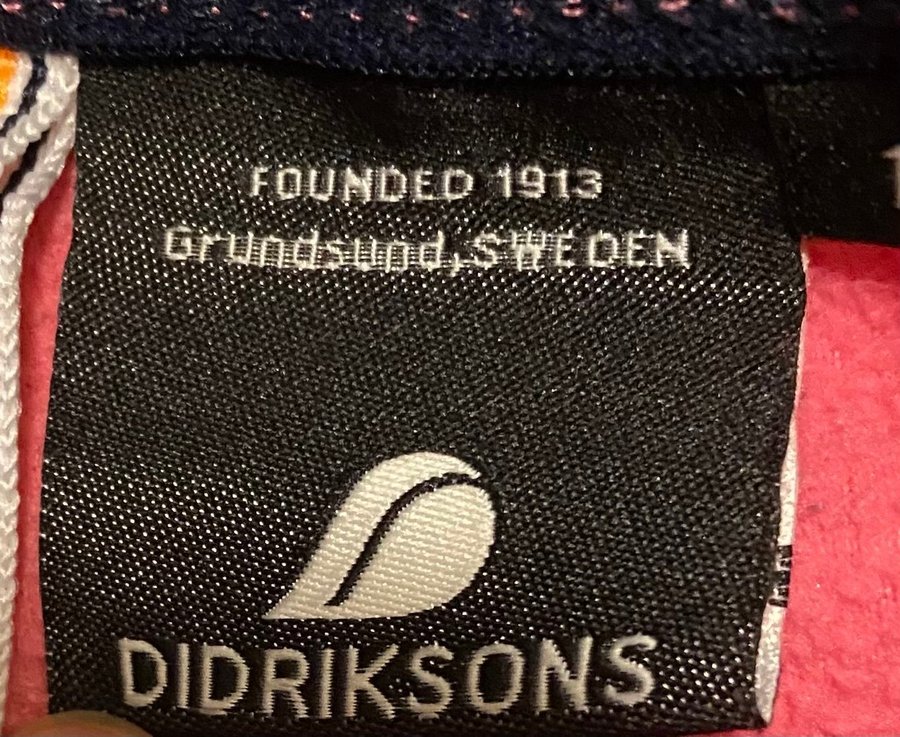 FOUNDED 1913
Grundsund, SWEDEN
DIDRIKSONS